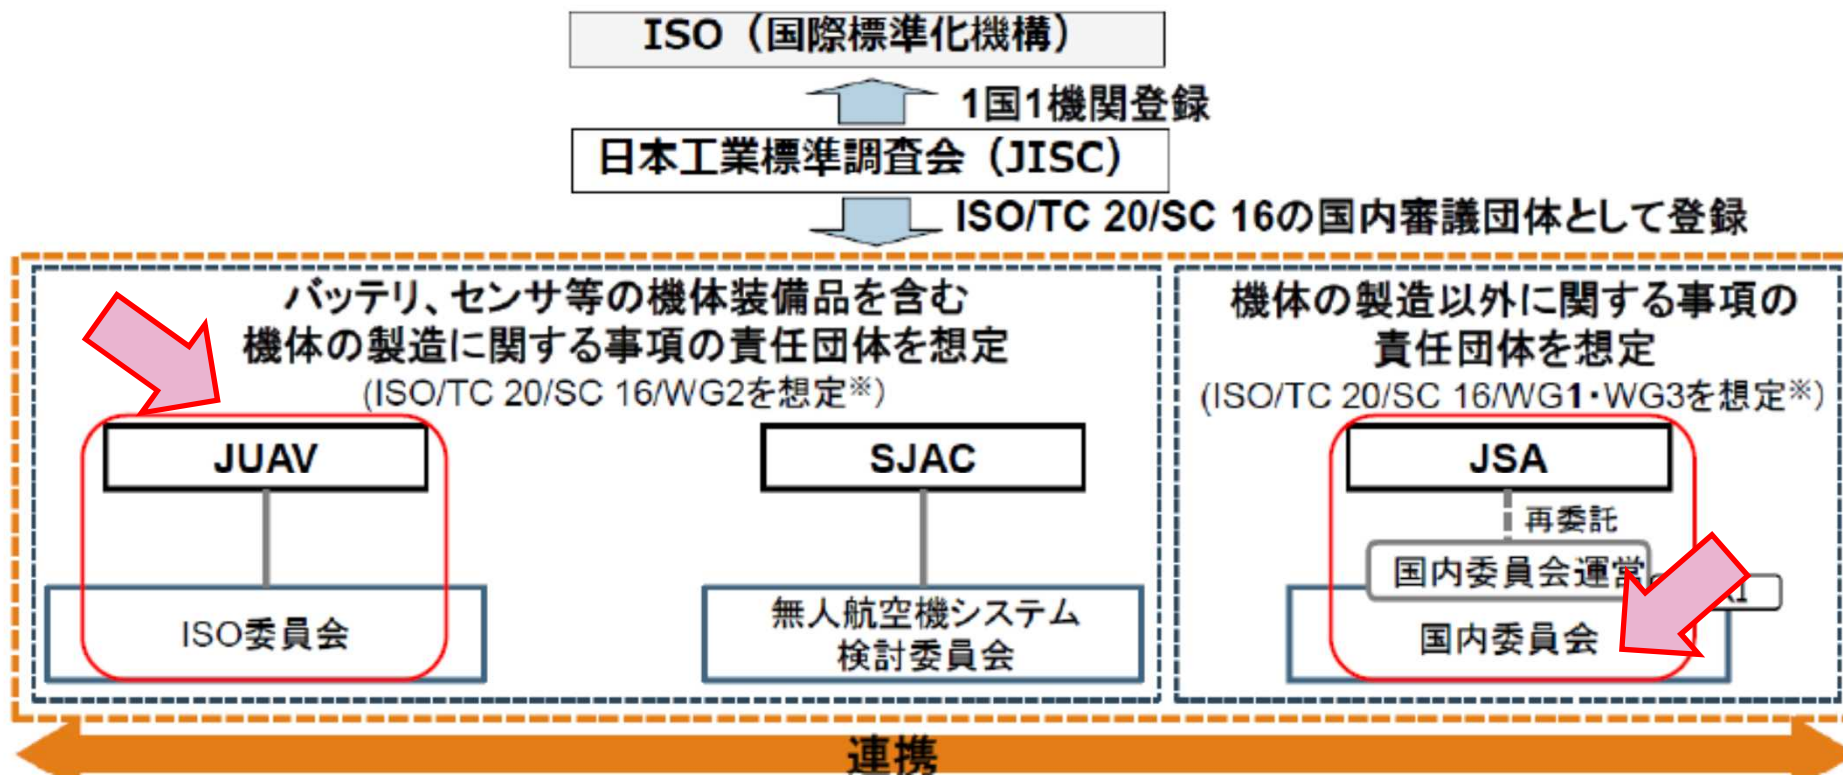 ISO（国際標準化機構）
1国1機関登録
日本工業標準調査会（JISC）
ISO/TC 20/SC 16の国内審議団体として登録
バッテリ、センサ等の機体装備品を含む
機体の製造に関する事項の責任団体を想定
(ISO/TC 20/SC 16/WG2を想定※)
機体の製造以外に関する事項の
責任団体を想定
(ISO/TC 20/SC 16/WG1・WG3を想定※)
JUAV
SJAC
JSA
再委託
国内委員会運営
ISO委員会
無人航空機システム
検討委員会
国内委員会
連携